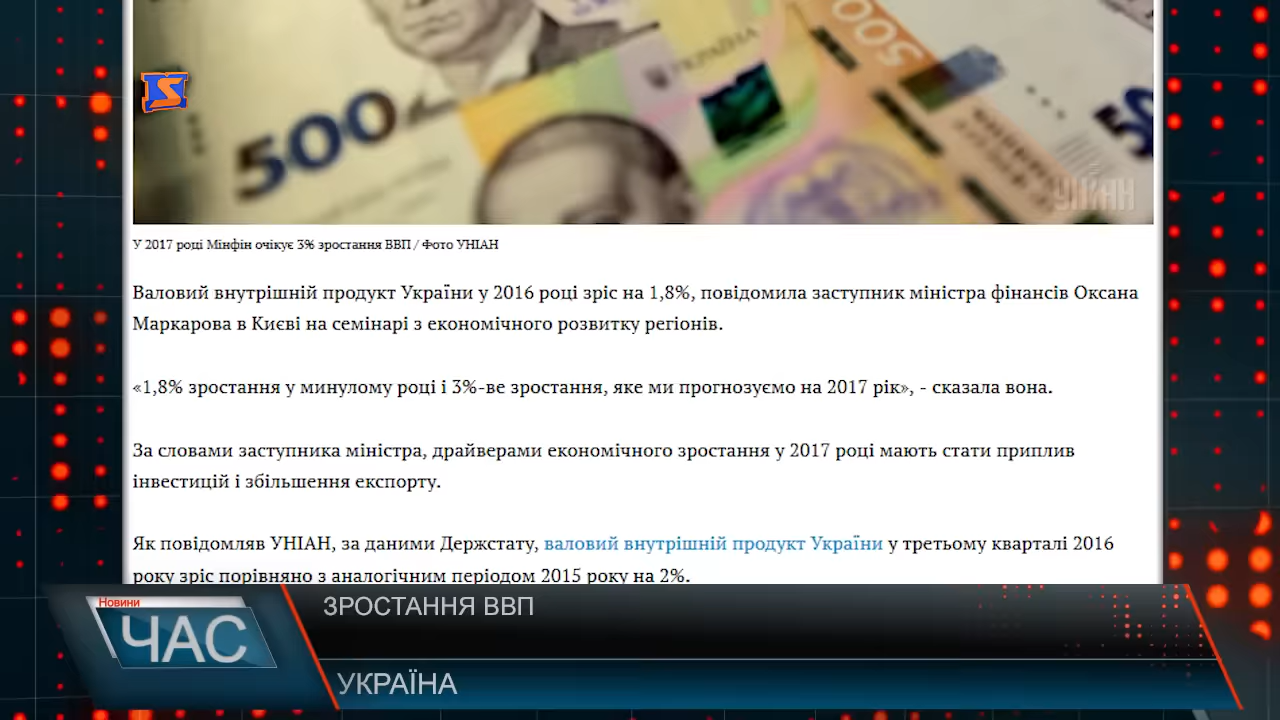 500
УКРАЇНА
500
УНІАН
У 2017 році Мінфін очікує 3% зростання ВВП / Фото УНІАН
Валовий внутрішній продукт України у 2016 році зріс на 1,8%, повідомила заступник міністра фінансів Оксана
Маркарова в Києві на семінарі з економічного розвитку регіонів.
«1,8% зростання у минулому році і 3%-ве зростання, яке ми прогнозуємо на 2017 рік», - сказала вона.
За словами заступника міністра, драйверами економічного зростання у 2017 році мають стати приплив
інвестицій і збільшення експорту.
Як повідомляв УНІАН, за даними Держстату, валовий внутрішній продукт України у третьому кварталі 2016
року зріс порівняно з аналогічним періодом 2015 року на 2%.
Новини
ЧАС
ЗРОСТАННЯ ВВП
УКРАЇНА